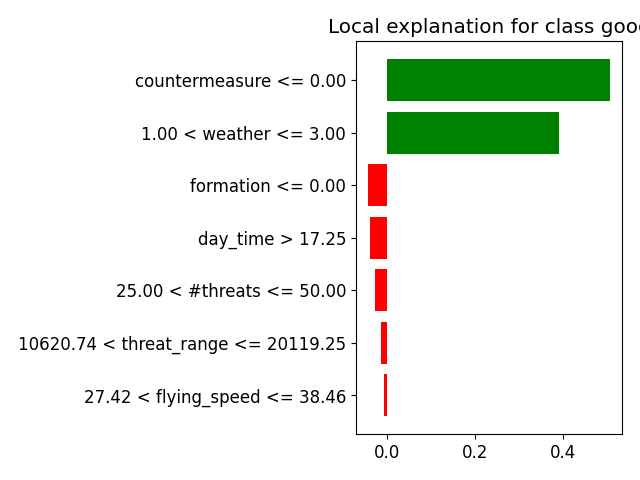 Local explanation for class good
countermeasure <= 0.00
1.00 < weather <= 3.00
formation <= 0.00
day_time > 17.25
25.00 < #threats <= 50.00
10620.74 < threat_range <= 20119.25
27.42 < flying_speed <= 38.46
0.0 0.2 0.4